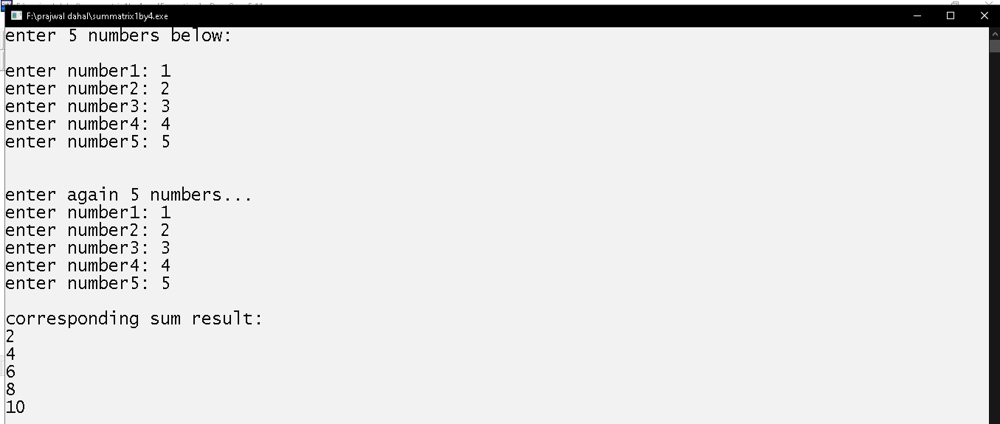 F:\prajwal dahal\summatrix1by4.exe
enter 5 numbers below:
enter number1: 1
enter number2: 2
enter number3: 3
enter number4: 4
enter number5: 5
enter again 5 numbers...
enter number1: 1
enter number2: 2
enter number3: 3
enter number4: 4
enter number5: 5
corresponding sum result:
2
4
6
8
10